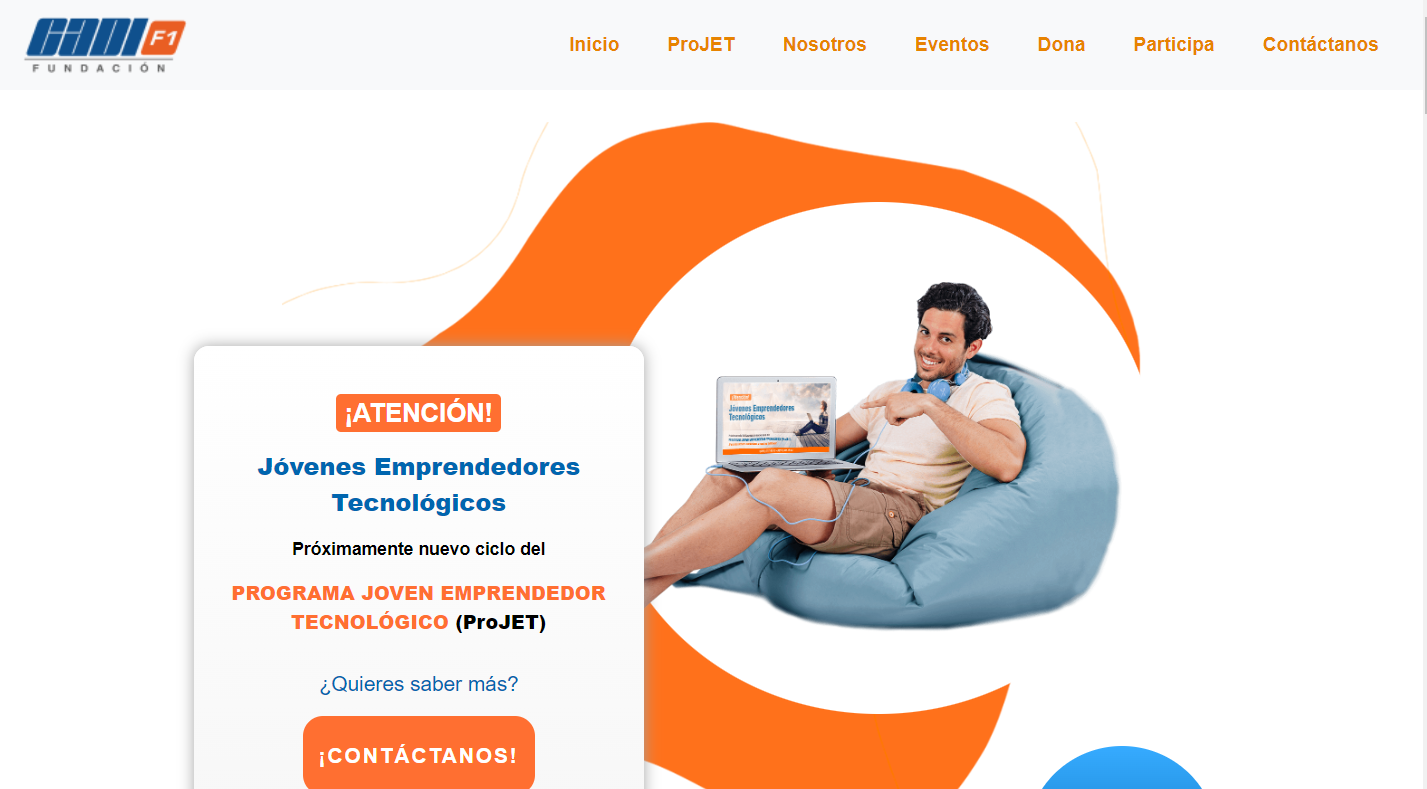 CANI F1
FUNDACIÓN
Inicio
ProJET
Nosotros
Eventos
Dona
Participa
Contáctanos
Jóvenes Emprendedores
Tecnológicos
¡ATENCIÓN!
Jóvenes Emprendedores
Tecnológicos
Próximamente nuevo ciclo del
PROGRAMA JOVEN EMPRENDEDOR
TECNOLÓGICO (ProJET)
¿Quieres saber más?
¡CONTÁCTANOS!